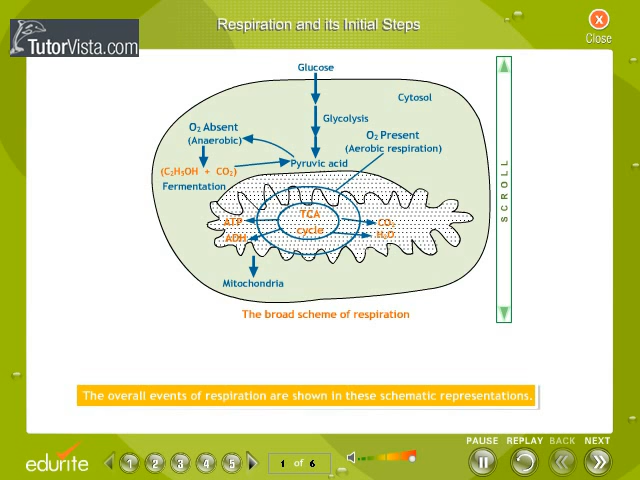 Respiration and its Initial Steps
X
Close
TutorVista.com
Glucose
Cytosol
Glycolysis
O₂ Absent
(Anaerobic)
O₂ Present
(Aerobic respiration)
(C₂H₅OH + CO₂)
Pyruvic acid
Fermentation
TCA
cycle
ATP
ADH
CO₂
H₂O
Mitochondria
The broad scheme of respiration
SCROLL
The overall events of respiration are shown in these schematic representations.
PAUSE REPLAY BACK NEXT
edurite
1 2 3 4 5
1 of 6